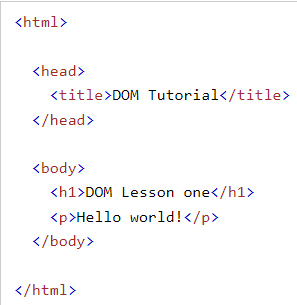 <html>
<head>
<title>DOM Tutorial</title>
</head>
<body>
<h1>DOM Lesson one</h1>
<p>Hello world!</p>
</body>
</html>